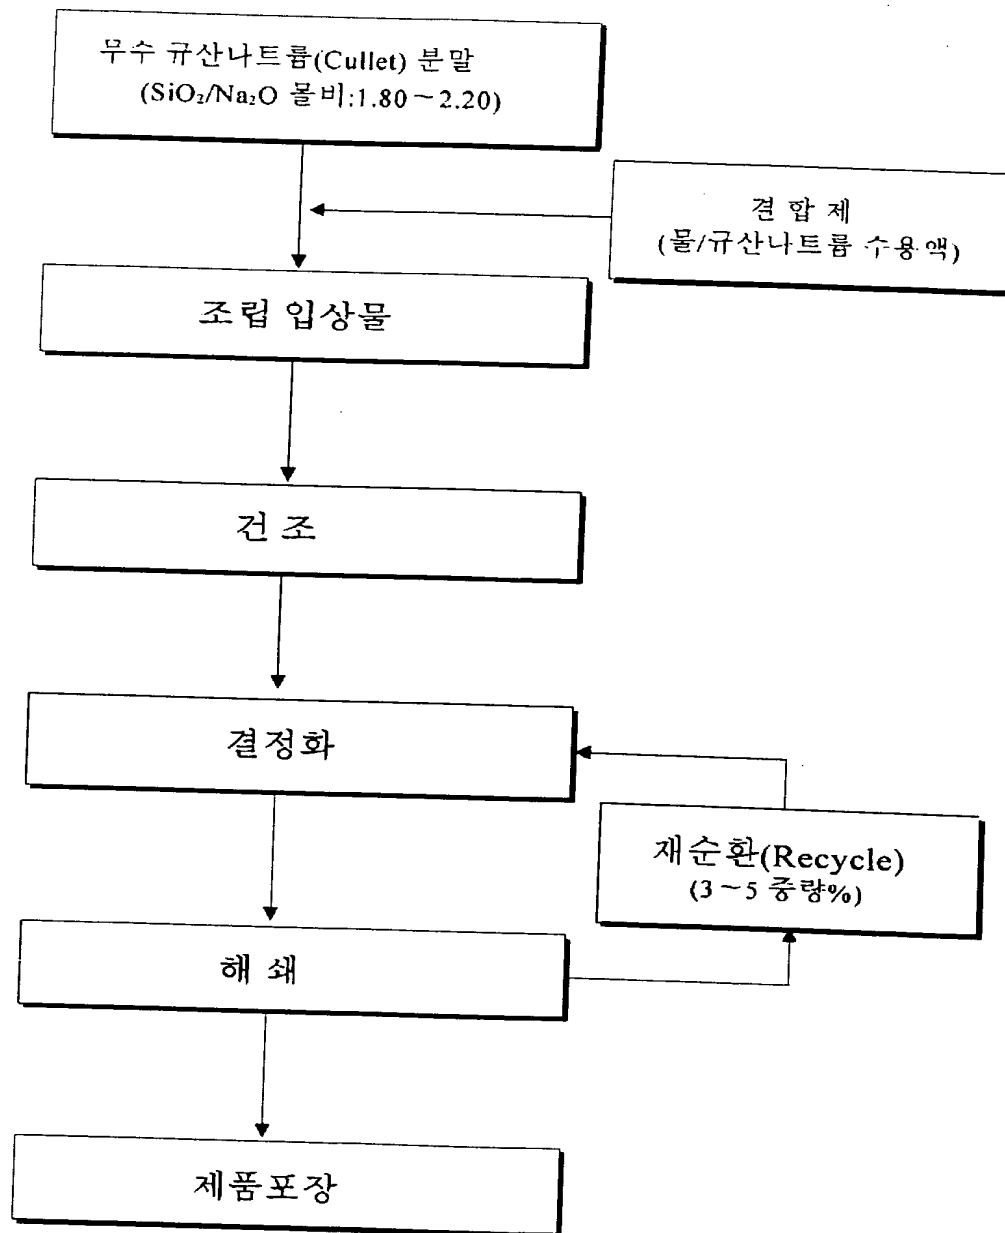 무수 규산나트륨(Cullet) 분말
(SiO₂/Na₂O 몰비:1.80～2.20)
결 합 제
(물/규산나트륨 수용액)
조립 입상물
건 조
결정화
재순환(Recycle)
(3～5 중량%)
해 쇄
제품포장